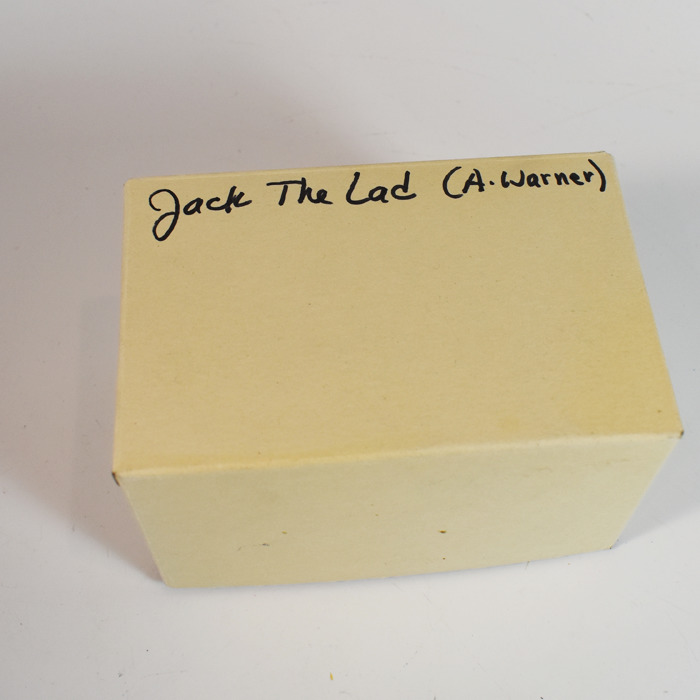 Jack The Lad (A. Warner)